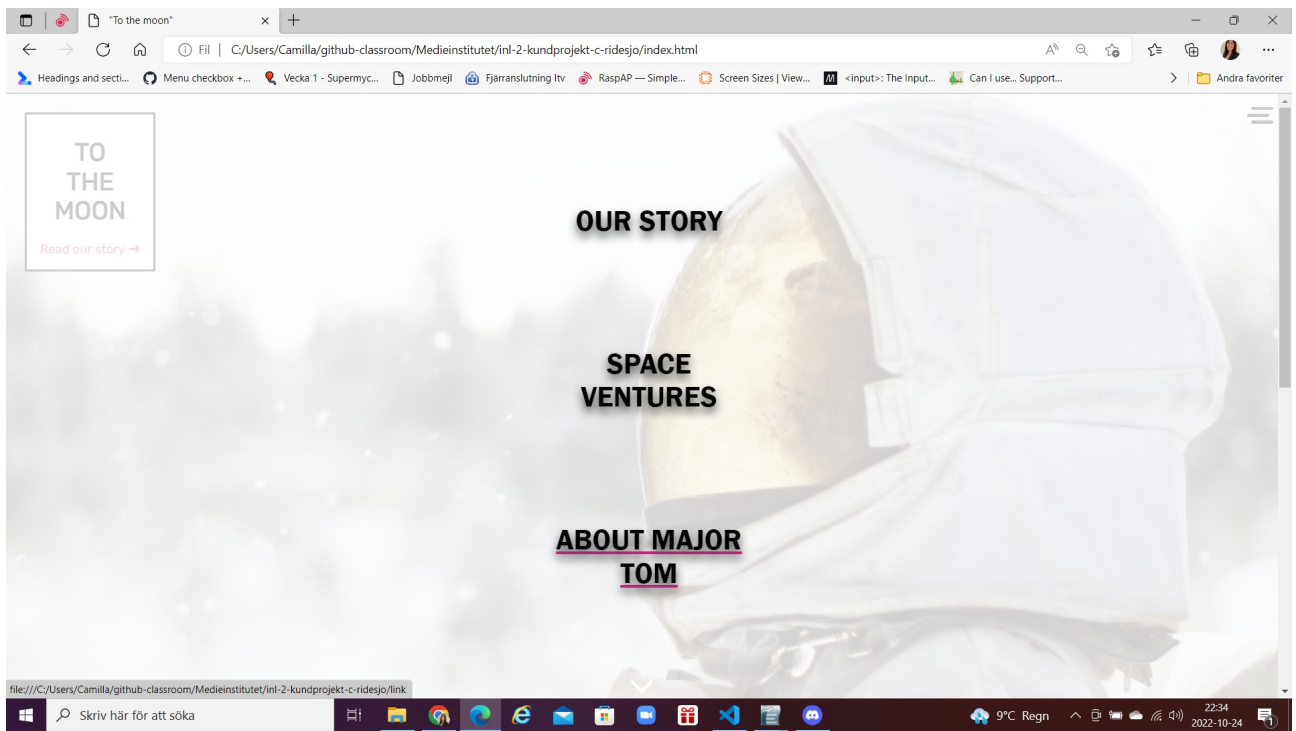 "To the moon"
Fil | C:/Users/Camilla/github-classroom/Medieinstitutet/inl-2-kundprojekt-c-ridesjo/index.html
Headings and secti... Menu checkbox +... Vecka 1 - Supermyc... Jobbmejl Fjärranslutning Itv RaspAP — Simple... Screen Sizes | View... M <input>: The Input... Can I use... Support... Andra favoriter
TO
THE
MOON
Read our story →
OUR STORY
SPACE
VENTURES
ABOUT MAJOR
TOM
file:///C:/Users/Camilla/github-classroom/Medieinstitutet/inl-2-kundprojekt-c-ridesjo/link
Skriv här för att söka
9°C Regn
22:34
2022-10-24
1